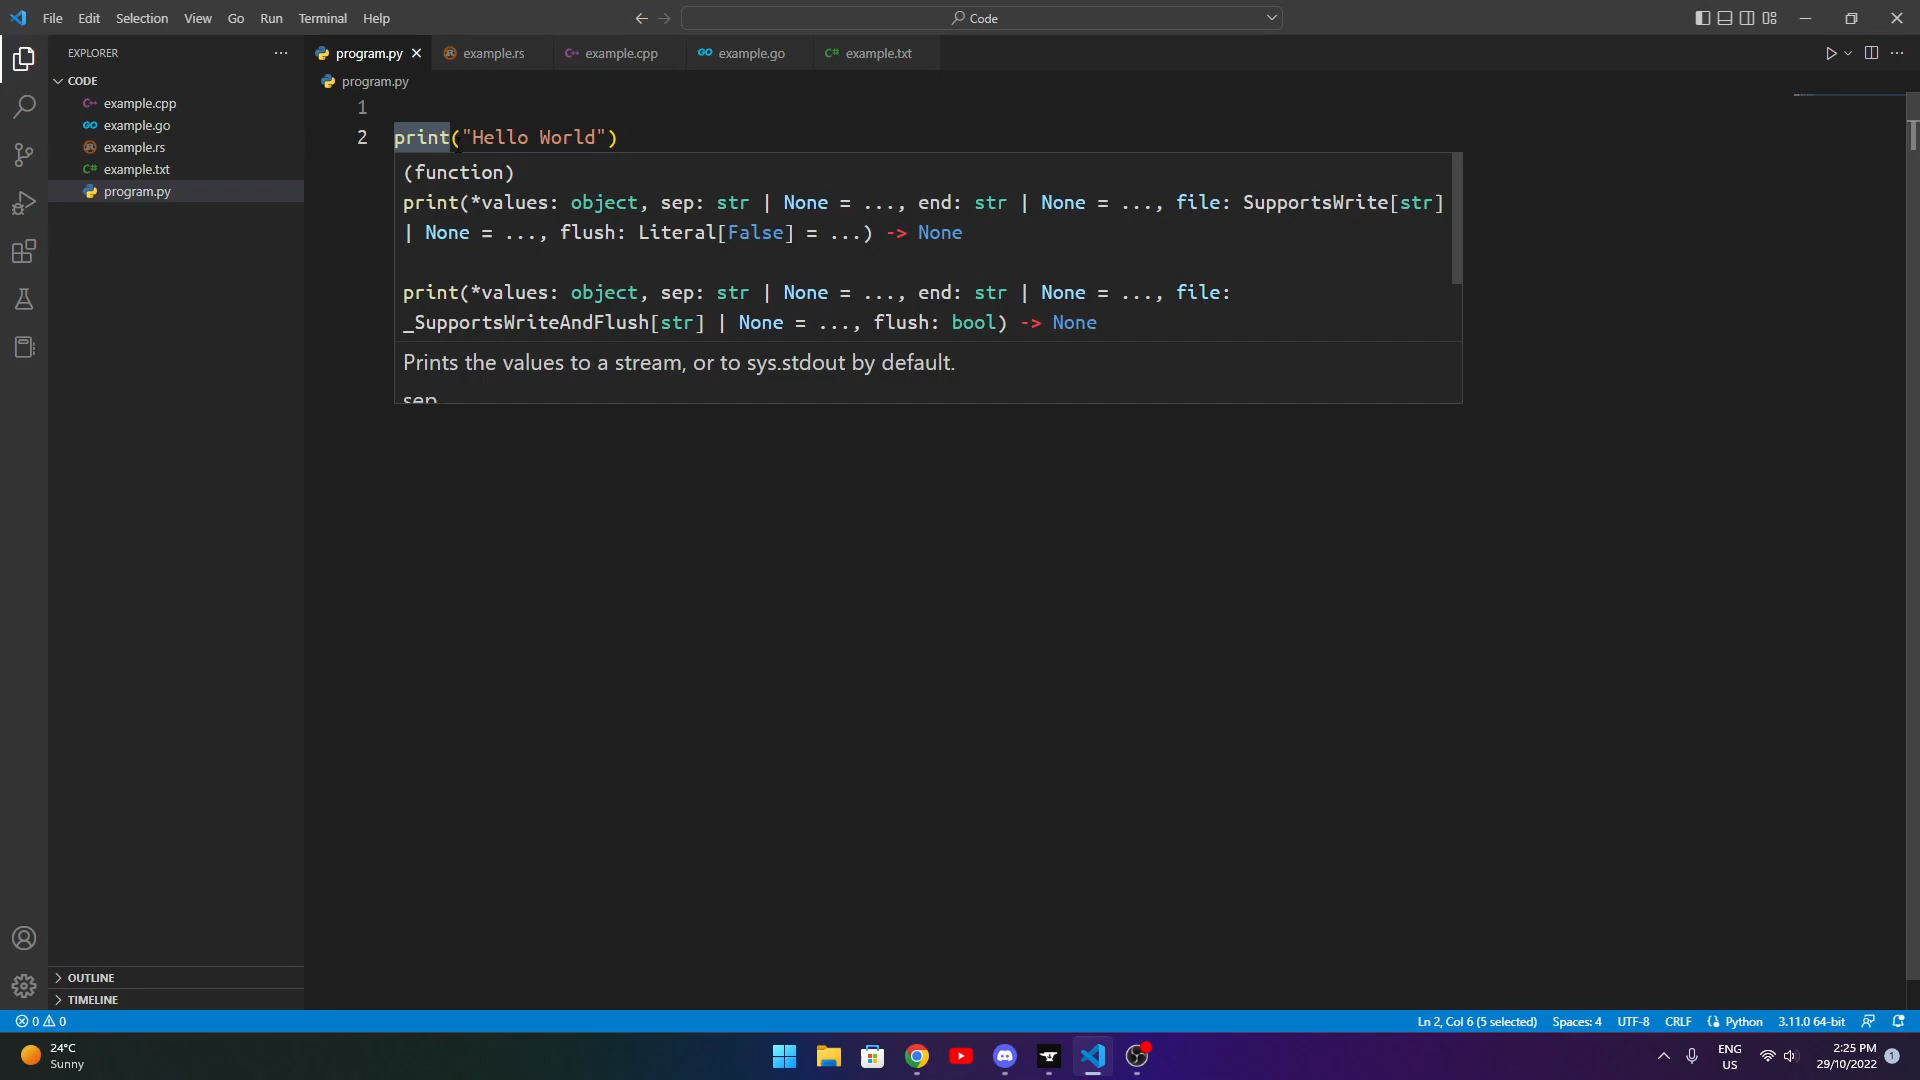 File Edit Selection View Go Run Terminal Help
Code
EXPLORER
CODE
example.cpp
example.go
example.rs
example.txt
program.py
OUTLINE
TIMELINE
program.py example.rs example.cpp example.go example.txt
program.py
1
2 print("Hello World")
(function)
print(*values: object, sep: str | None = ..., end: str | None = ..., file: SupportsWrite[str]
| None = ..., flush: Literal[False] = ...) -> None
print(*values: object, sep: str | None = ..., end: str | None = ..., file:
_SupportsWriteAndFlush[str] | None = ..., flush: bool) -> None
Prints the values to a stream, or to sys.stdout by default.
sep
0 0
Ln 2, Col 6 (5 selected) Spaces: 4 UTF-8 CRLF Python 3.11.0 64-bit
24°C
Sunny
ENG
US
2:25 PM
29/10/2022
1